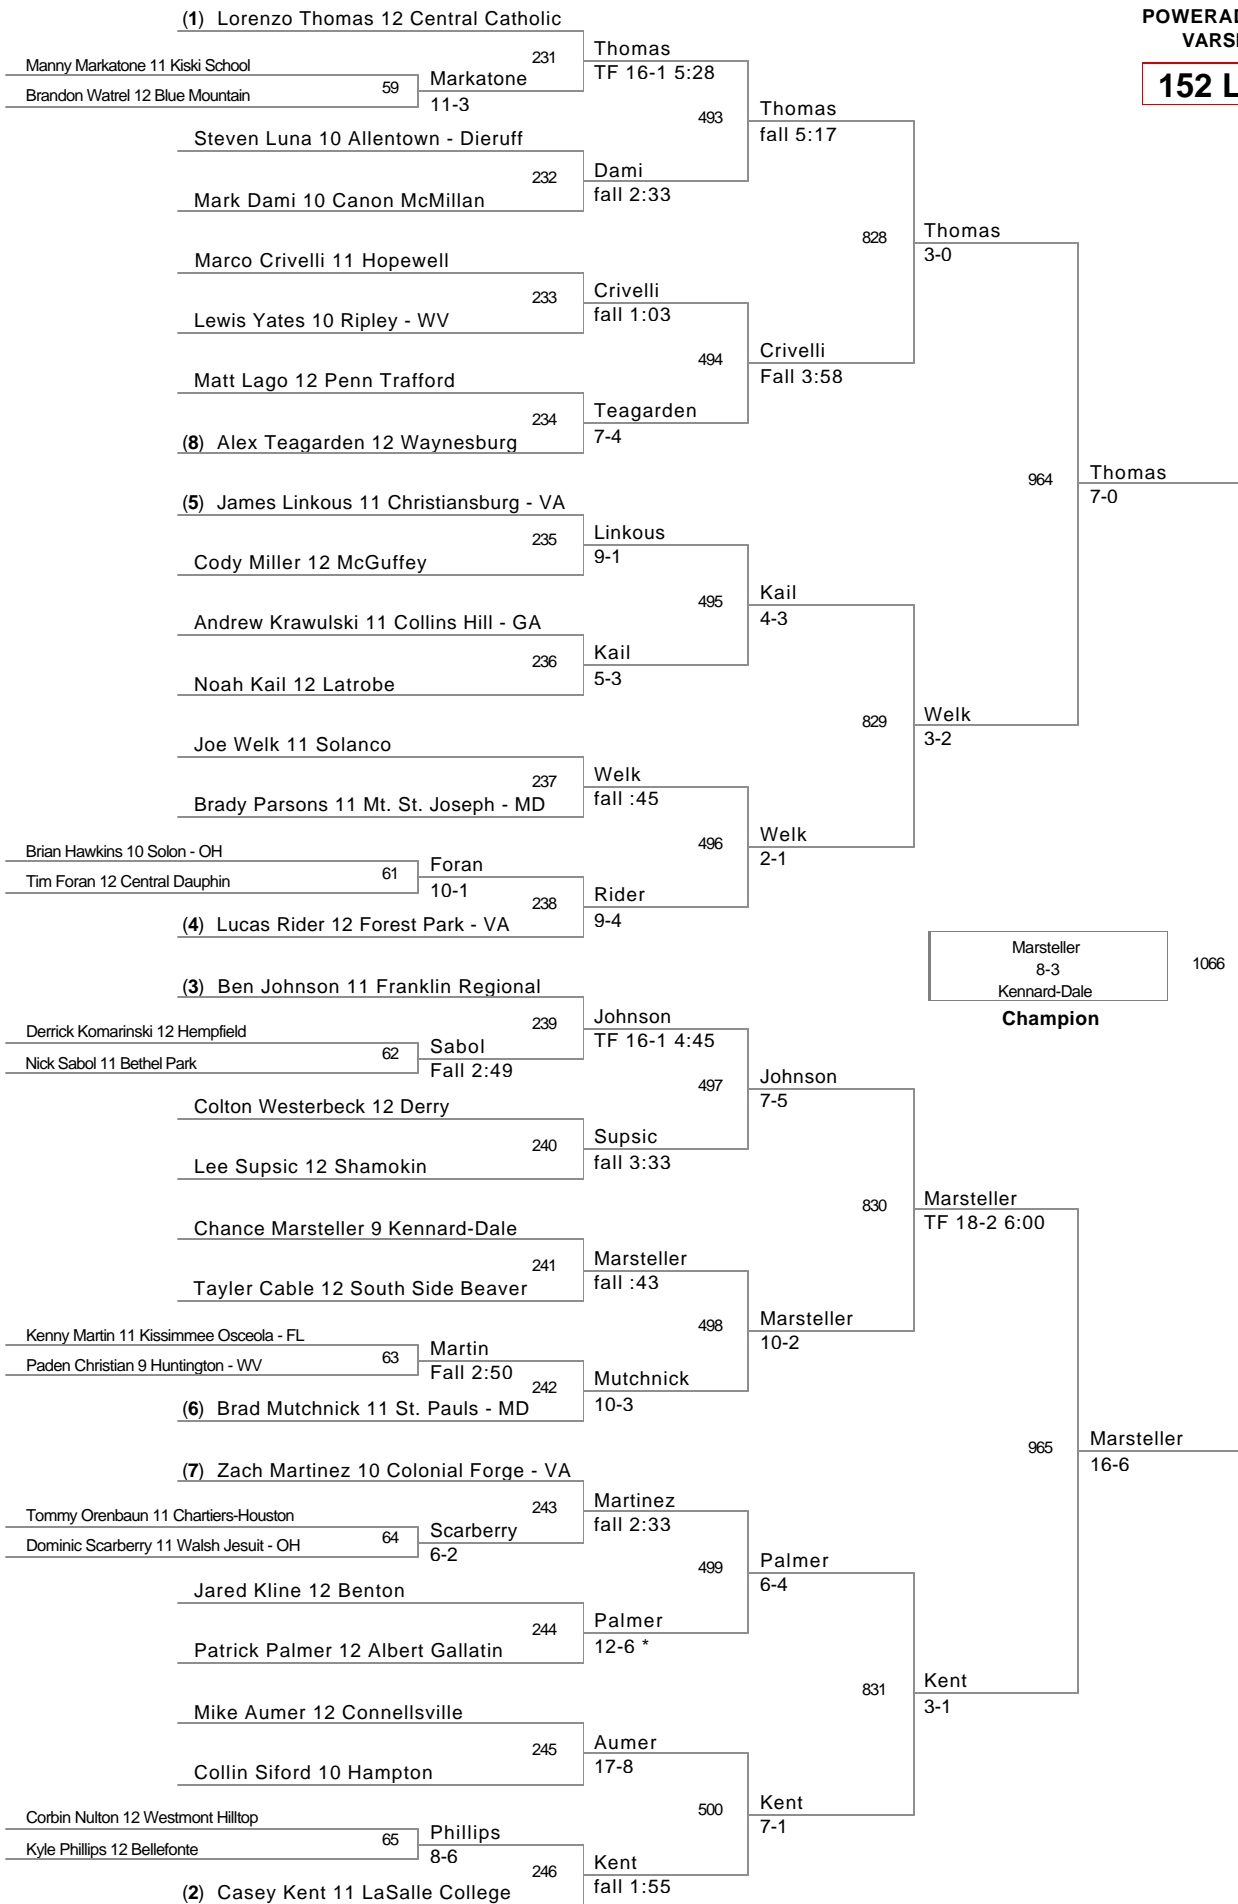 (1) Lorenzo Thomas 12 Central Catholic
POWERAD
VARS
152 L
231
Thomas
TF 16-1 5:28
Manny Markatone 11 Kiski School
59
Markatone
11-3
Brandon Watrel 12 Blue Mountain
493
Thomas
fall 5:17
Steven Luna 10 Allentown - Dieruff
232
Dami
fall 2:33
Mark Dami 10 Canon McMillan
828
Thomas
3-0
Marco Crivelli 11 Hopewell
233
Crivelli
fall 1:03
Lewis Yates 10 Ripley - WV
494
Crivelli
Fall 3:58
Matt Lago 12 Penn Trafford
234
Teagarden
7-4
(8) Alex Teagarden 12 Waynesburg
964
Thomas
7-0
(5) James Linkous 11 Christiansburg - VA
235
Linkous
9-1
Cody Miller 12 McGuffey
495
Kail
4-3
Andrew Krawulski 11 Collins Hill - GA
236
Kail
5-3
Noah Kail 12 Latrobe
829
Welk
3-2
Joe Welk 11 Solanco
237
Welk
fall :45
Brady Parsons 11 Mt. St. Joseph - MD
496
Welk
2-1
Brian Hawkins 10 Solon - OH
61
Foran
10-1
Tim Foran 12 Central Dauphin
238
Rider
9-4
(4) Lucas Rider 12 Forest Park - VA
Marsteller
8-3
Kennard-Dale
1066
Champion
(3) Ben Johnson 11 Franklin Regional
239
Johnson
TF 16-1 4:45
Derrick Komarinski 12 Hempfield
62
Sabol
Fall 2:49
Nick Sabol 11 Bethel Park
497
Johnson
7-5
Colton Westerbeck 12 Derry
240
Supsic
fall 3:33
Lee Supsic 12 Shamokin
830
Marsteller
TF 18-2 6:00
Chance Marsteller 9 Kennard-Dale
241
Marsteller
fall :43
Tayler Cable 12 South Side Beaver
498
Marsteller
10-2
Kenny Martin 11 Kissimmee Osceola - FL
63
Martin
Fall 2:50
Paden Christian 9 Huntington - WV
242
Mutchnick
10-3
(6) Brad Mutchnick 11 St. Pauls - MD
965
Marsteller
16-6
(7) Zach Martinez 10 Colonial Forge - VA
243
Martinez
fall 2:33
Tommy Orenbaun 11 Chartiers-Houston
64
Scarberry
6-2
Dominic Scarberry 11 Walsh Jesuit - OH
499
Palmer
6-4
Jared Kline 12 Benton
244
Palmer
12-6 *
Patrick Palmer 12 Albert Gallatin
831
Kent
3-1
Mike Aumer 12 Connellsville
245
Aumer
17-8
Collin Siford 10 Hampton
500
Kent
7-1
Corbin Nulton 12 Westmont Hilltop
65
Phillips
8-6
Kyle Phillips 12 Bellefonte
246
Kent
fall 1:55
(2) Casey Kent 11 LaSalle College